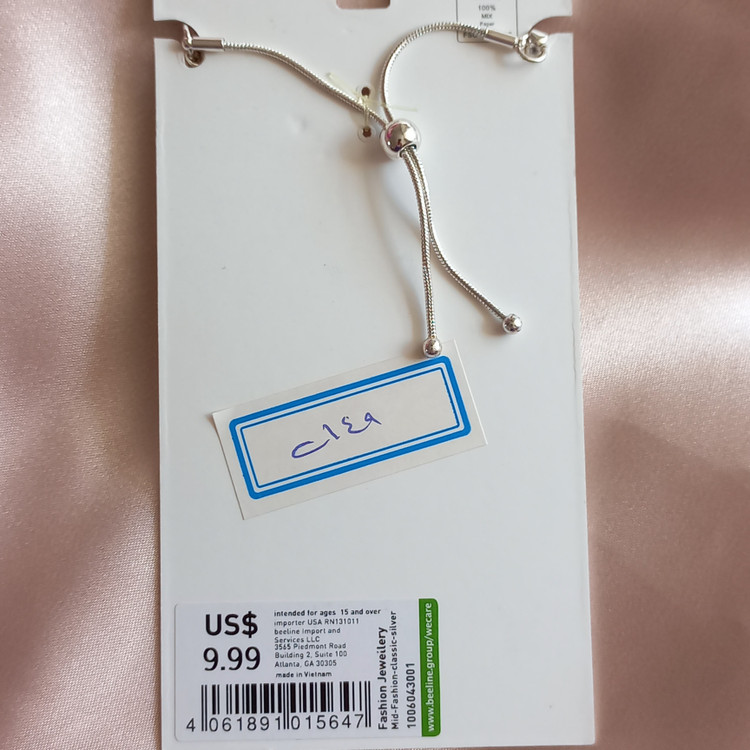 100%
MIX
Paper
١٤٩
US$
9.99
intended for ages 15 and over
importer USA RN131011
beeline import and
Services LLC
3565 Piedmont Road
Building 2, Suite 100
Atlanta, GA 30305
made in Vietnam
4 061891 015647
Fashion Jewellery
Mid-Fashion-classic-silver
1006043001
www.beeline.group/wecare